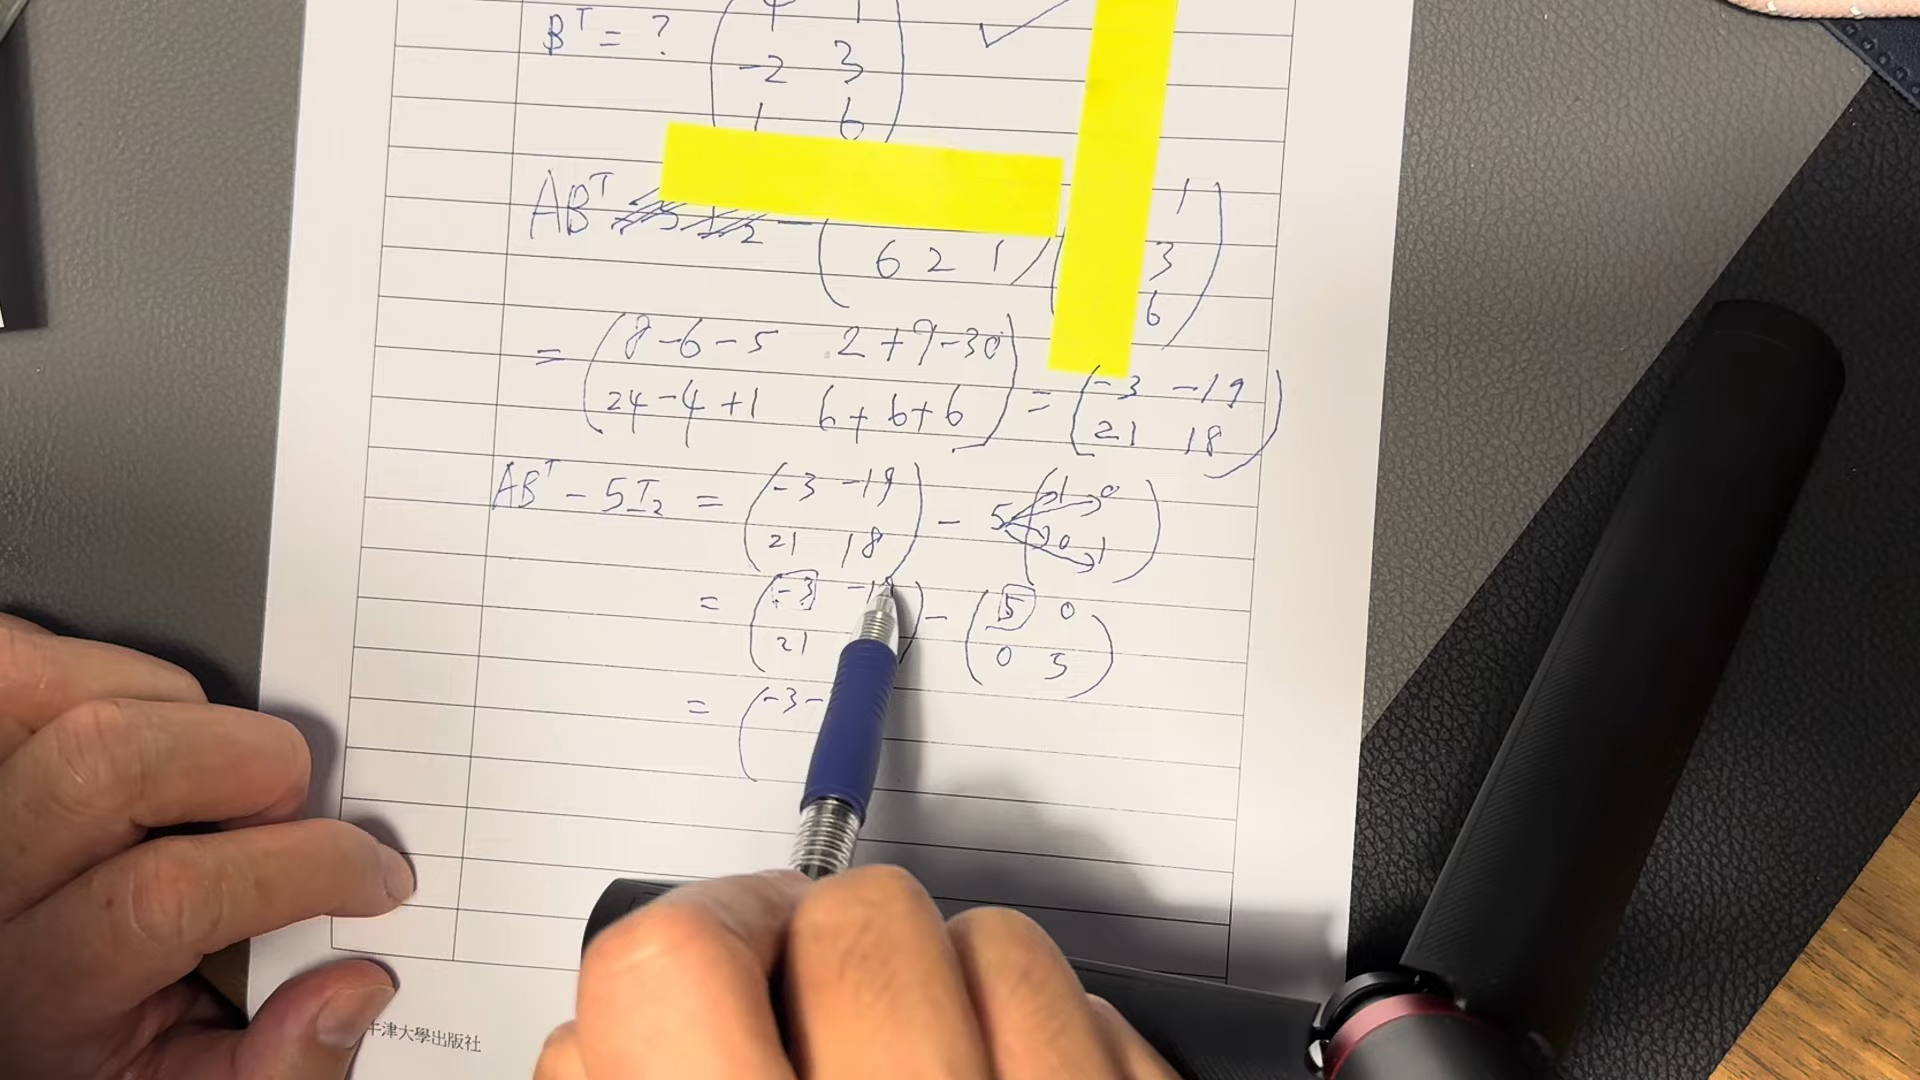 B^T = ? ( 4 1
-2 3
1 6 )
AB^T = ( 1
6 2 1 ) ( 3
6 )
= ( 8-6-5 2+9-30
24-4+1 6+6+6 ) = ( -3 -19
21 18 )
AB^T - 5I₂ = ( -3 -19
21 18 ) - 5 ( 1 0
0 1 )
= ( -3 -1
21 ) - ( 5 0
0 5 )
= ( -3-
牛津大學出版社